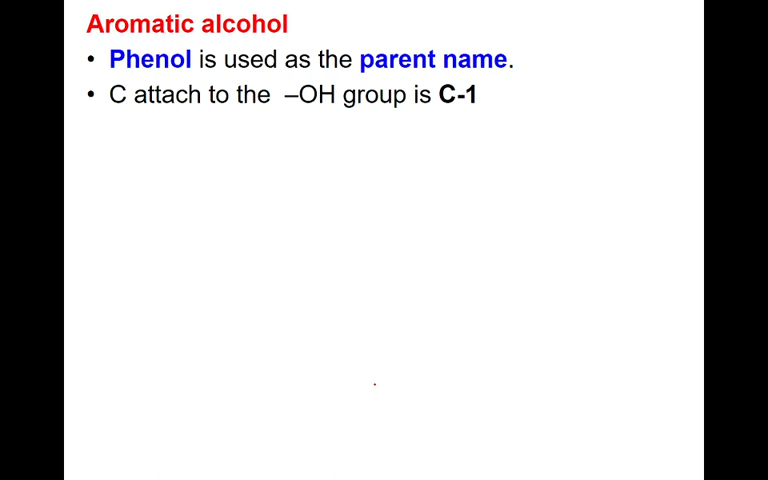 Aromatic alcohol
• Phenol is used as the parent name.
• C attach to the –OH group is C-1